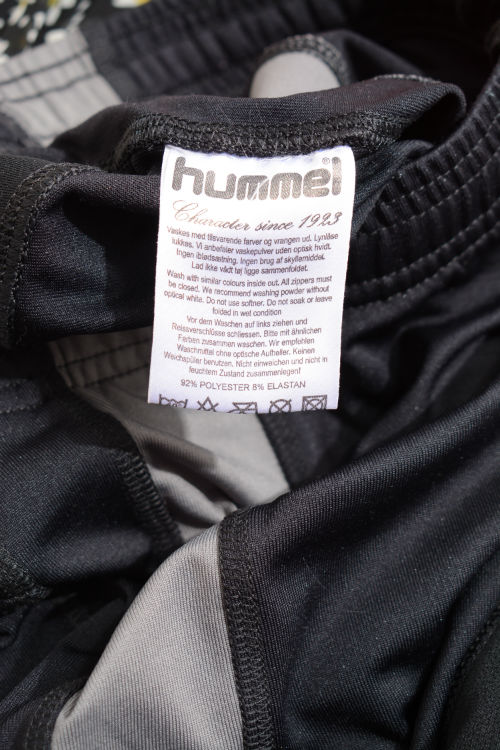 hummel
Character since 1923
Vaskes med tilsvarende farver og vrangen ud. Lynlåse
lukkes. Vi anbefaler vaskepulver uden optisk hvidt.
Ingen iblødsætning. Ingen brug af skyllemiddel.
Lad ikke vådt tøj ligge sammenfoldet.
Wash with similar colours inside out. All zippers must
be closed. We recommend washing powder without
optical white. Do not use softner. Do not soak or leave
folded in wet condition
Vor dem Waschen auf links ziehen und
Reissverschlüsse schliessen. Bitte mit ähnlichen
Farben zusammen waschen. Wir empfehlen
Waschmittel ohne optische Aufheller. Keinen
Weichspüler benutzen. Nicht einweichen und nicht in
feuchtem Zustand zusammenlegen!
92% POLYESTER 8% ELASTAN